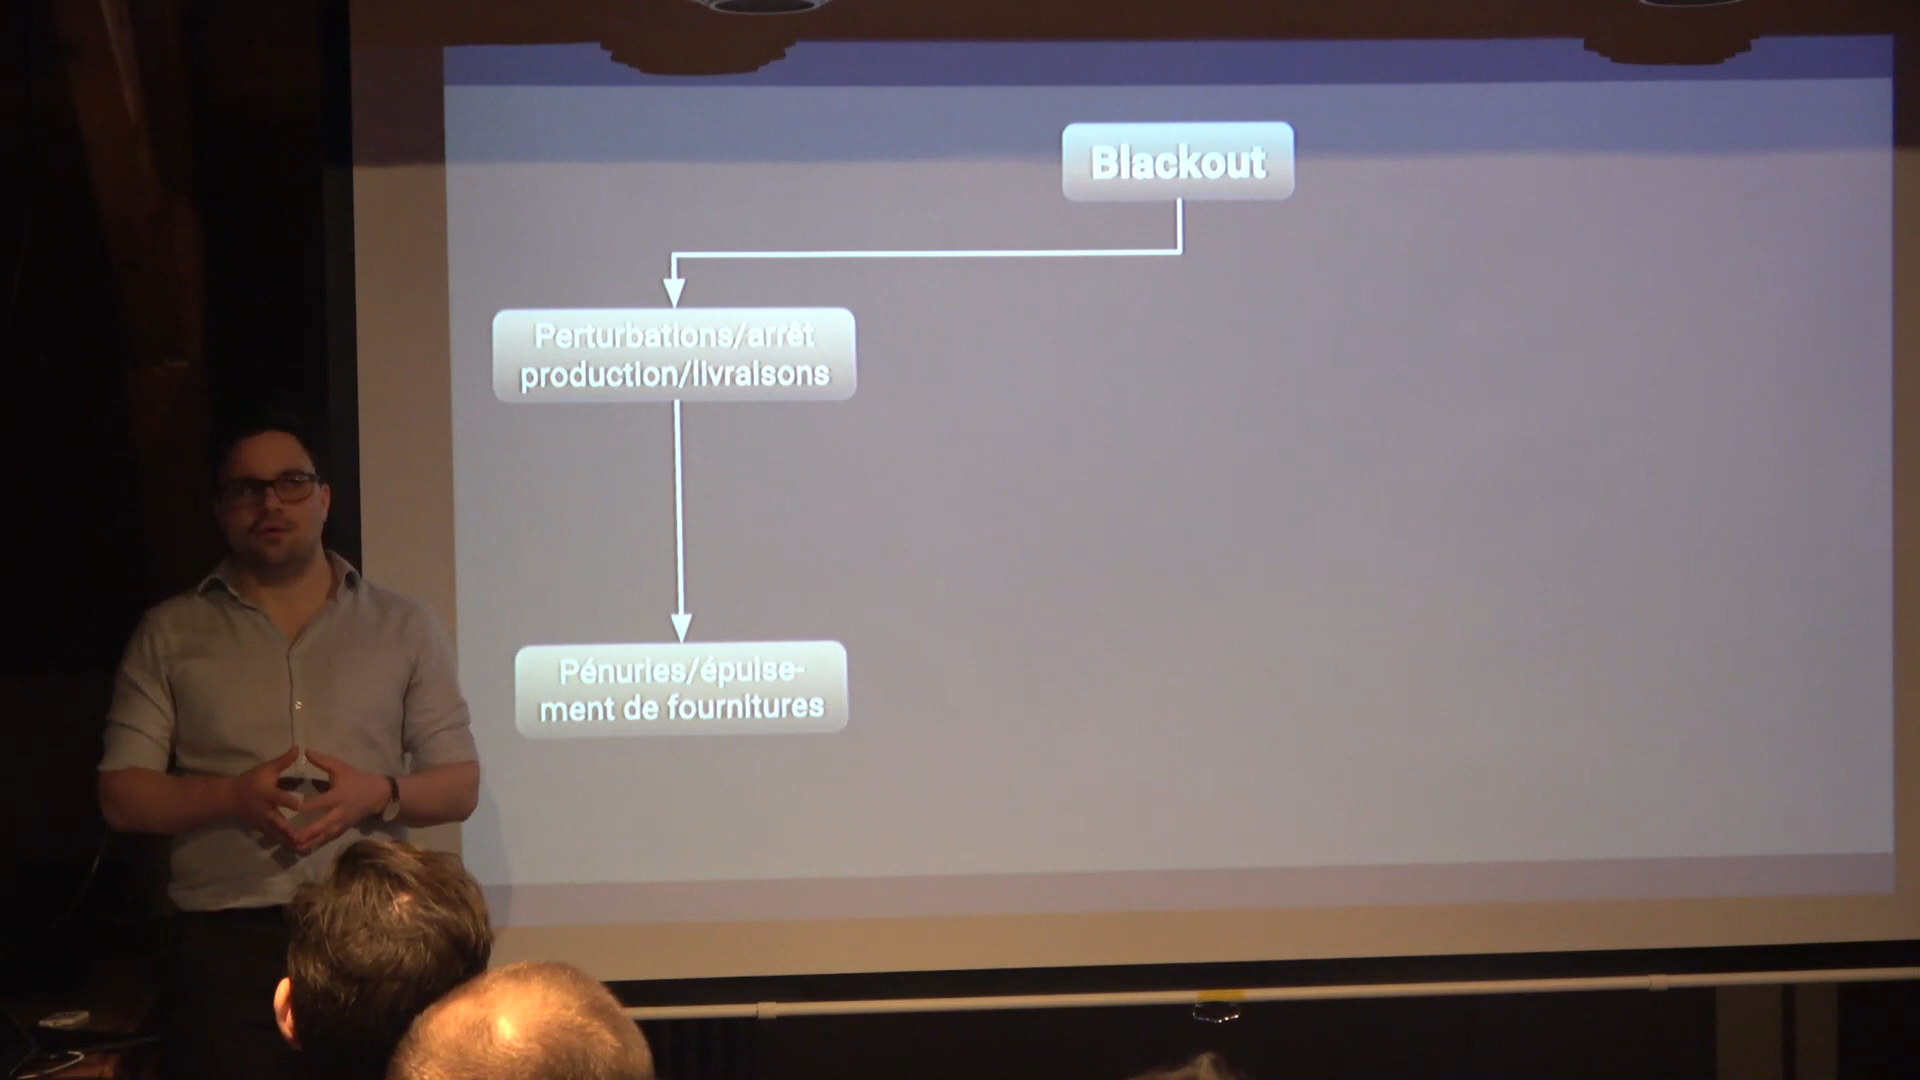 Blackout
Perturbations/arrêt
production/livraisons
Pénuries/épuise-
ment de fournitures